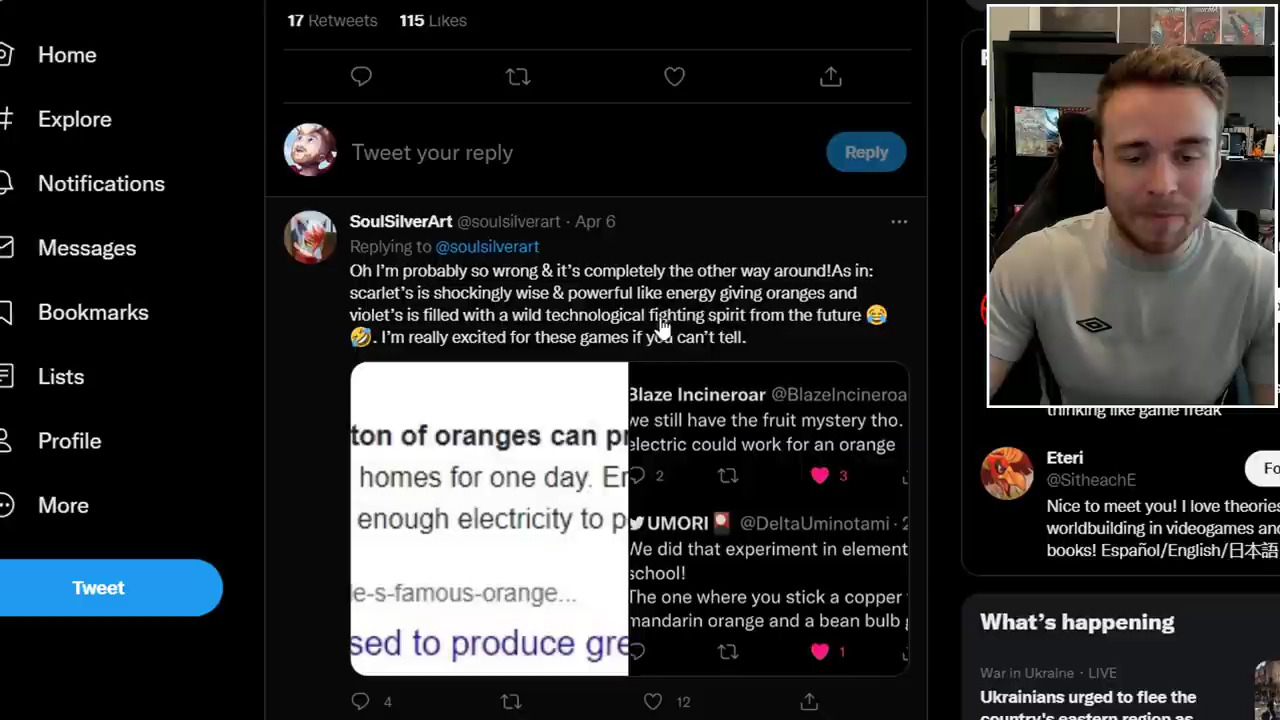 17 Retweets 115 Likes
Home
Explore
Notifications
Messages
Bookmarks
Lists
Profile
More
Tweet
Tweet your reply
Reply
SoulSilverArt @soulsilverart · Apr 6
Replying to @soulsilverart
Oh I'm probably so wrong & it's completely the other way around!As in:
scarlet's is shockingly wise & powerful like energy giving oranges and
violet's is filled with a wild technological fighting spirit from the future 😂
🤣. I'm really excited for these games if you can't tell.
ton of oranges can pr
homes for one day. Er
enough electricity to p
le-s-famous-orange...
sed to produce gre
Blaze Incineroar @BlazeIncineroa
we still have the fruit mystery tho.
electric could work for an orange
2 3
UMORI🎴 @DeltaUminotami · 2
We did that experiment in element
school!
The one where you stick a copper
mandarin orange and a bean bulb
1
4 12
thinking like game freak
Eteri
@SitheachE
Fo
Nice to meet you! I love theories
worldbuilding in videogames and
books! Español/English/日本語
What's happening
War in Ukraine · LIVE
Ukrainians urged to flee the
country's eastern region as